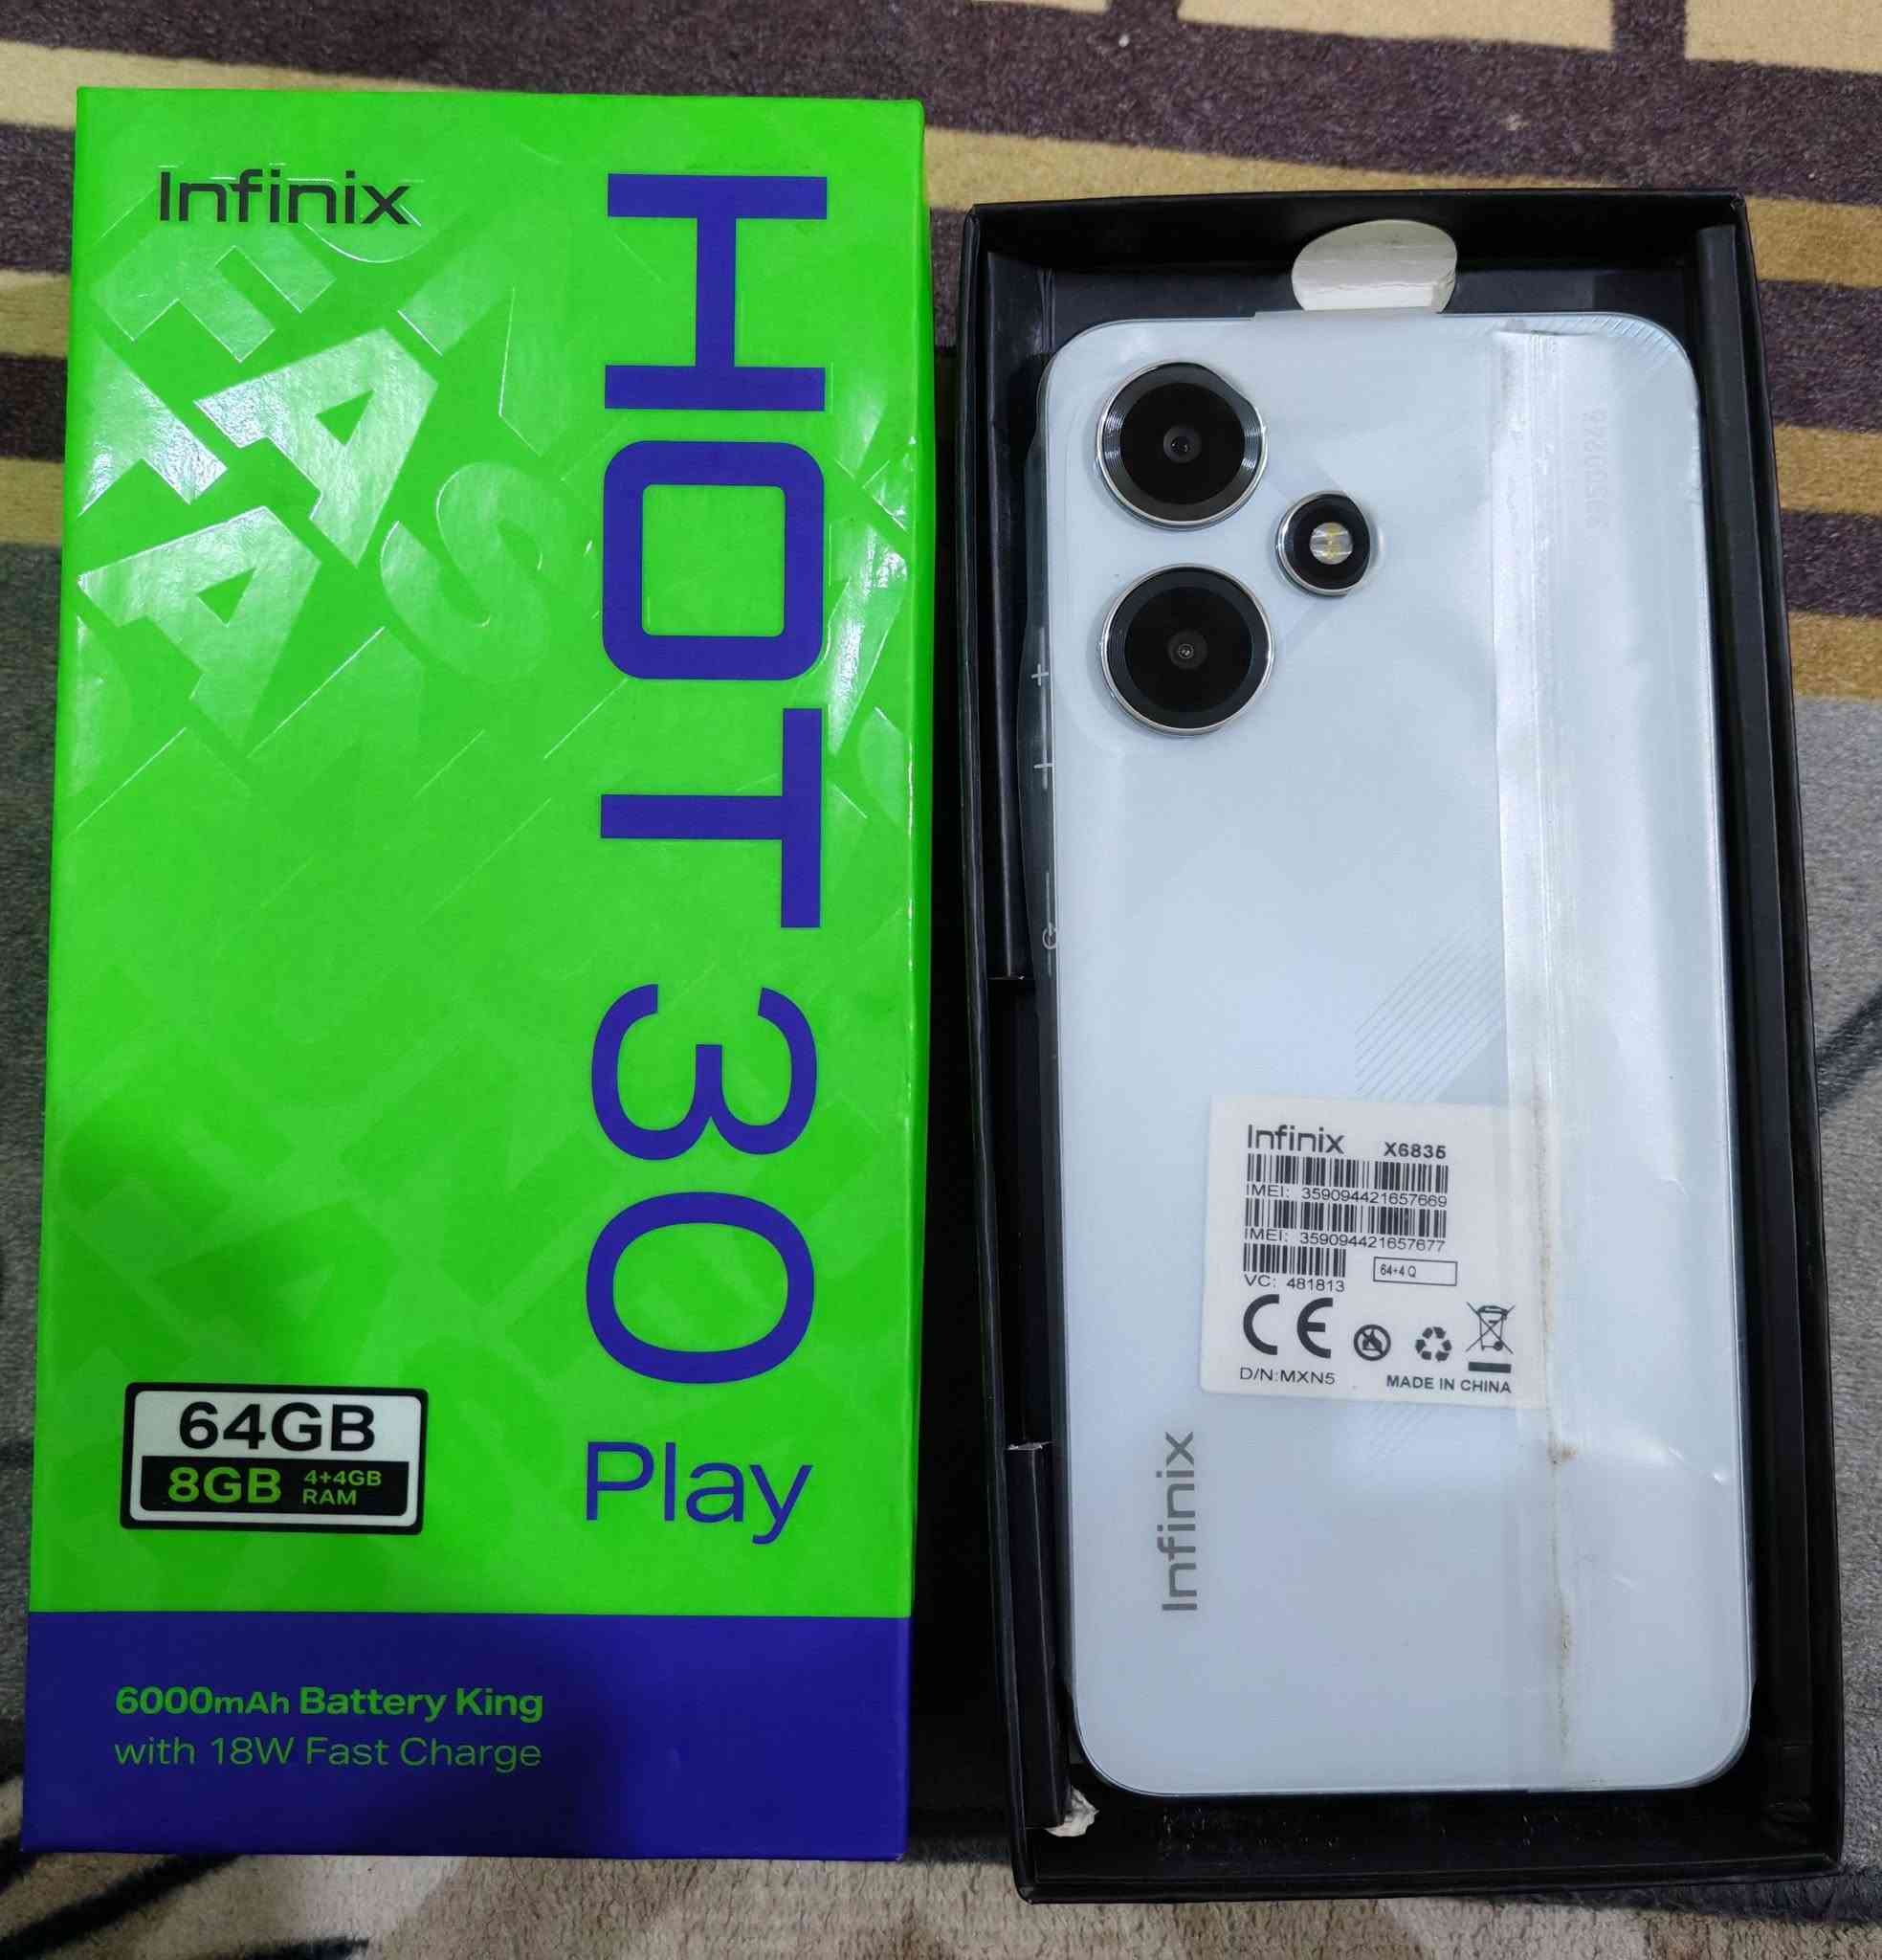 Infinix
FAST
HOT 30
Play
64GB
8GB 4+4GB RAM
6000mAh Battery King
with 18W Fast Charge
Infinix X6835
IMEI: 359094421657669
IMEI: 359094421657677
VC: 481813 64+4 Q
CE
D/N:MXN5 MADE IN CHINA
Infinix